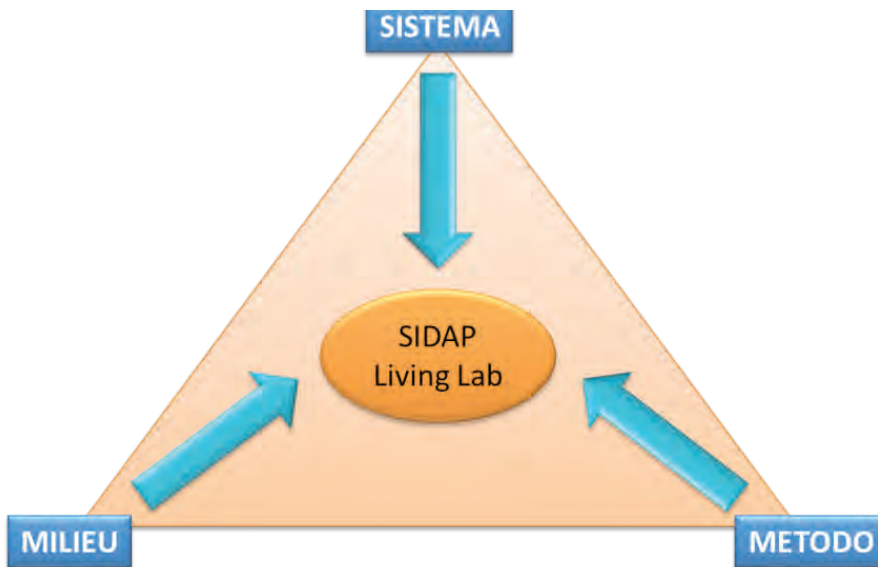 SISTEMA
SIDAP
Living Lab
MILIEU
METODO